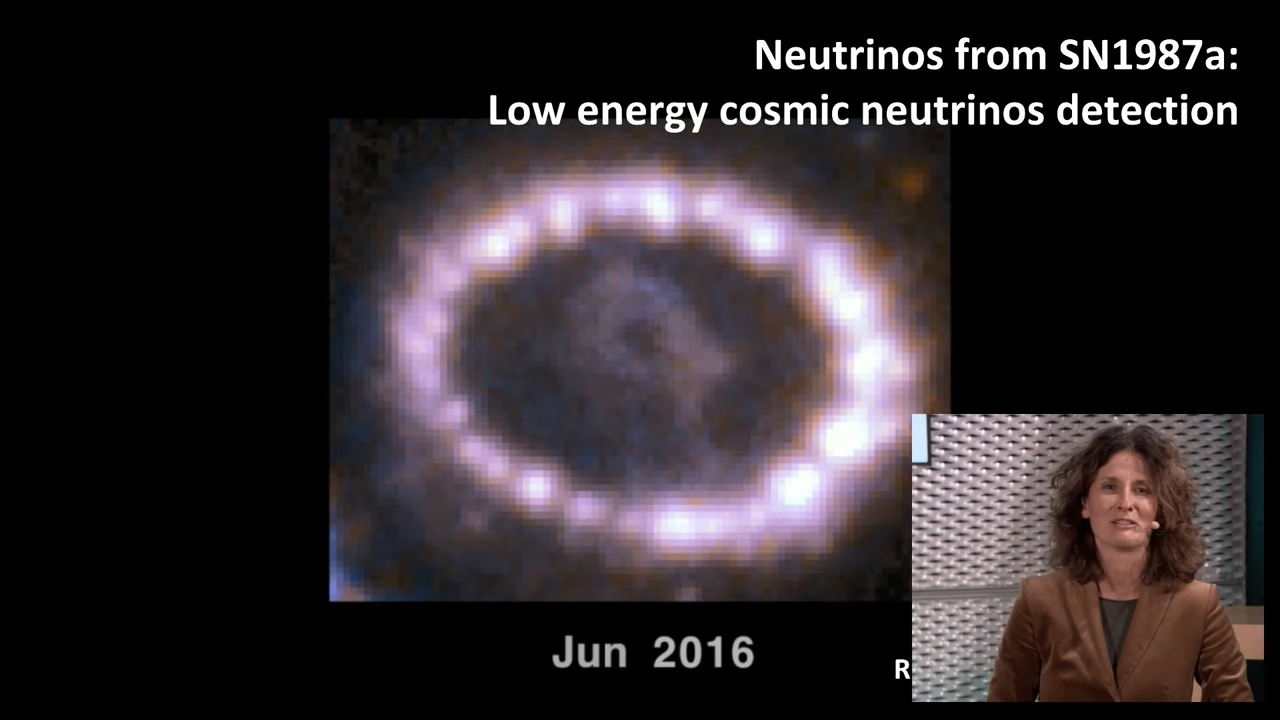 Neutrinos from SN1987a:
Low energy cosmic neutrinos detection
Jun 2016